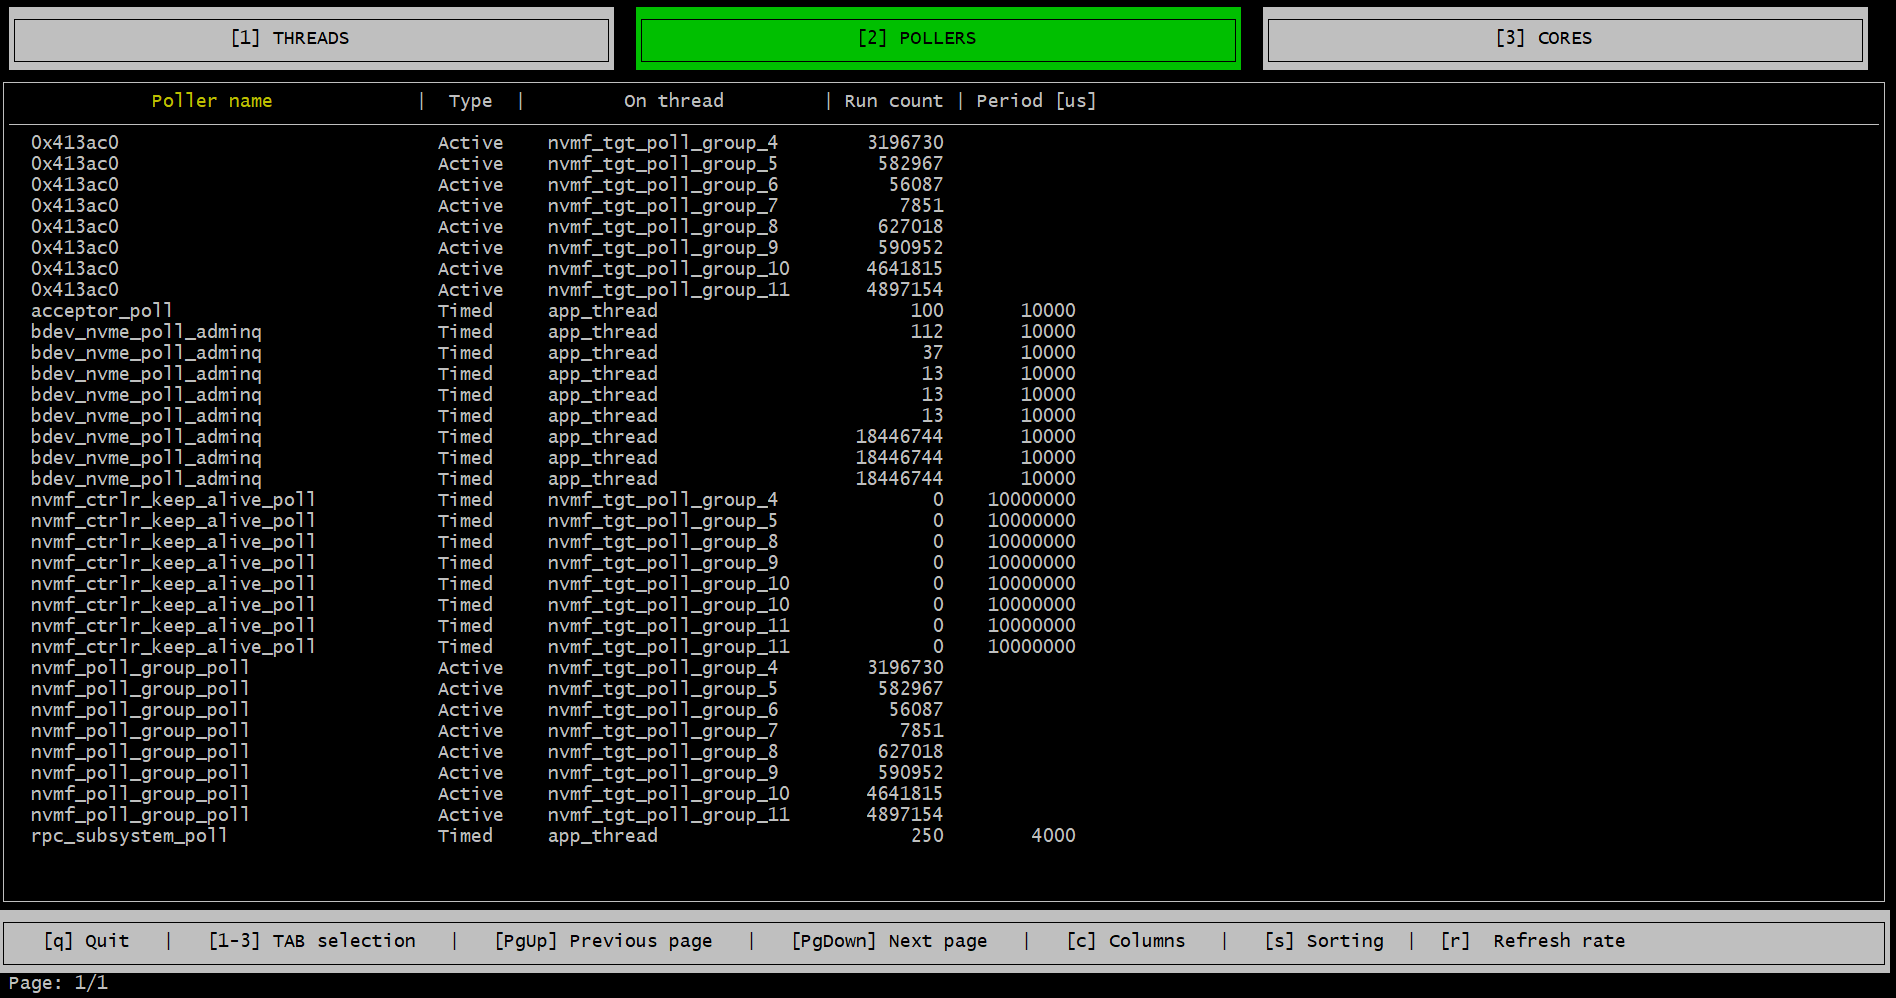 [1] THREADS [2] POLLERS [3] CORES
Poller name | Type | On thread | Run count | Period [us]
0x413ac0 Active nvmf_tgt_poll_group_4 3196730
0x413ac0 Active nvmf_tgt_poll_group_5 582967
0x413ac0 Active nvmf_tgt_poll_group_6 56087
0x413ac0 Active nvmf_tgt_poll_group_7 7851
0x413ac0 Active nvmf_tgt_poll_group_8 627018
0x413ac0 Active nvmf_tgt_poll_group_9 590952
0x413ac0 Active nvmf_tgt_poll_group_10 4641815
0x413ac0 Active nvmf_tgt_poll_group_11 4897154
acceptor_poll Timed app_thread 100 10000
bdev_nvme_poll_adminq Timed app_thread 112 10000
bdev_nvme_poll_adminq Timed app_thread 37 10000
bdev_nvme_poll_adminq Timed app_thread 13 10000
bdev_nvme_poll_adminq Timed app_thread 13 10000
bdev_nvme_poll_adminq Timed app_thread 13 10000
bdev_nvme_poll_adminq Timed app_thread 18446744 10000
bdev_nvme_poll_adminq Timed app_thread 18446744 10000
bdev_nvme_poll_adminq Timed app_thread 18446744 10000
nvmf_ctrlr_keep_alive_poll Timed nvmf_tgt_poll_group_4 0 10000000
nvmf_ctrlr_keep_alive_poll Timed nvmf_tgt_poll_group_5 0 10000000
nvmf_ctrlr_keep_alive_poll Timed nvmf_tgt_poll_group_8 0 10000000
nvmf_ctrlr_keep_alive_poll Timed nvmf_tgt_poll_group_9 0 10000000
nvmf_ctrlr_keep_alive_poll Timed nvmf_tgt_poll_group_10 0 10000000
nvmf_ctrlr_keep_alive_poll Timed nvmf_tgt_poll_group_10 0 10000000
nvmf_ctrlr_keep_alive_poll Timed nvmf_tgt_poll_group_11 0 10000000
nvmf_ctrlr_keep_alive_poll Timed nvmf_tgt_poll_group_11 0 10000000
nvmf_poll_group_poll Active nvmf_tgt_poll_group_4 3196730
nvmf_poll_group_poll Active nvmf_tgt_poll_group_5 582967
nvmf_poll_group_poll Active nvmf_tgt_poll_group_6 56087
nvmf_poll_group_poll Active nvmf_tgt_poll_group_7 7851
nvmf_poll_group_poll Active nvmf_tgt_poll_group_8 627018
nvmf_poll_group_poll Active nvmf_tgt_poll_group_9 590952
nvmf_poll_group_poll Active nvmf_tgt_poll_group_10 4641815
nvmf_poll_group_poll Active nvmf_tgt_poll_group_11 4897154
rpc_subsystem_poll Timed app_thread 250 4000
[q] Quit | [1-3] TAB selection | [PgUp] Previous page | [PgDown] Next page | [c] Columns | [s] Sorting | [r] Refresh rate
Page: 1/1